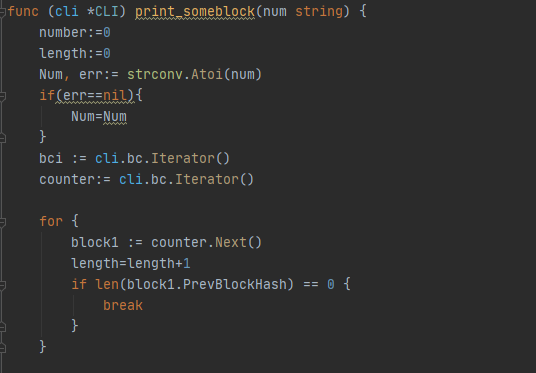 func (cli *CLI) print_someblock(num string) {
    number:=0
    length:=0
    Num, err:= strconv.Atoi(num)
    if(err==nil){
        Num=Num
    }
    bci := cli.bc.Iterator()
    counter:= cli.bc.Iterator()

    for {
        block1 := counter.Next()
        length=length+1
        if len(block1.PrevBlockHash) == 0 {
            break
        }
    }